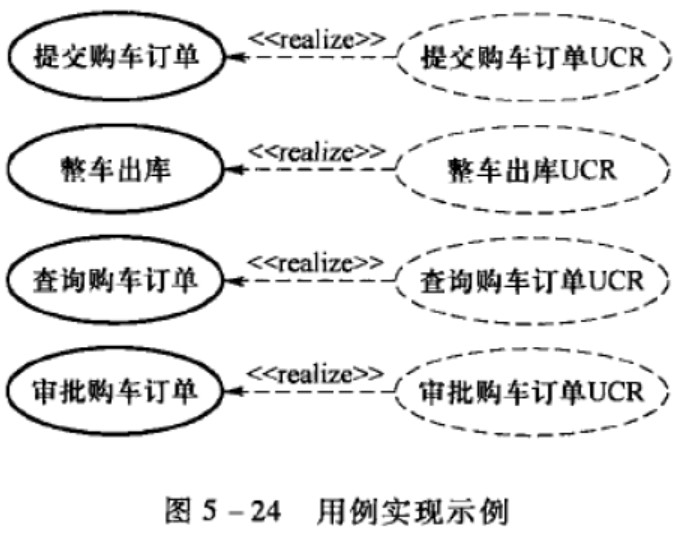 提交购车订单 <<realize>> 提交购车订单UCR
整车出库 <<realize>> 整车出库UCR
查询购车订单 <<realize>> 查询购车订单UCR
审批购车订单 <<realize>> 审批购车订单UCR
图 5-24 用例实现示例